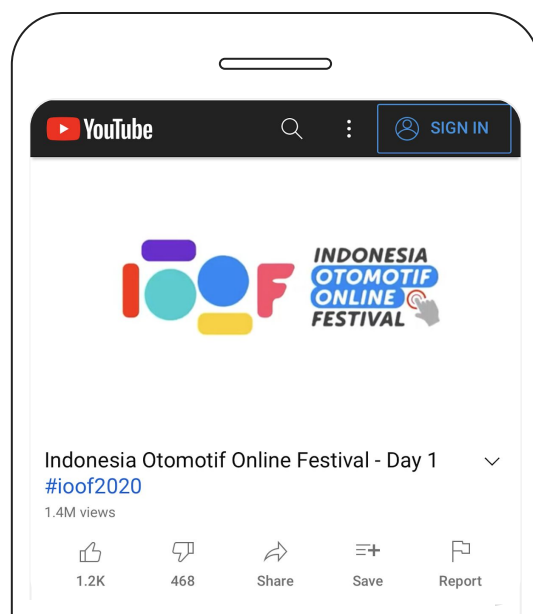 YouTube SIGN IN
IOOF
INDONESIA
OTOMOTIF
ONLINE
FESTIVAL
Indonesia Otomotif Online Festival - Day 1
#ioof2020
1.4M views
1.2K 468 Share Save Report